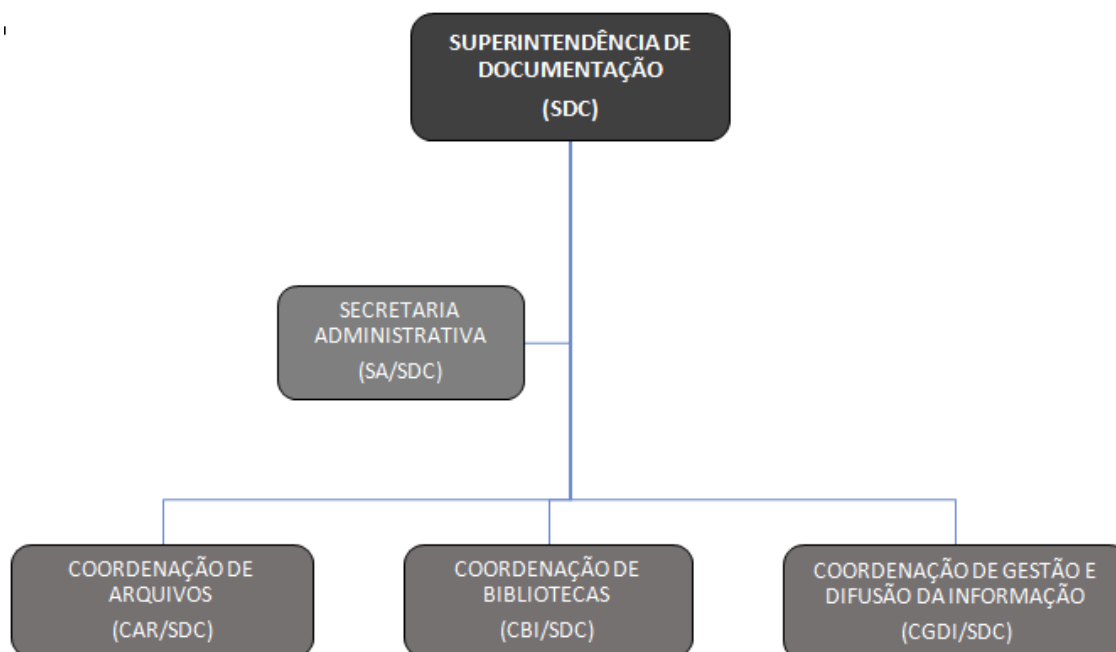 SUPERINTENDÊNCIA DE
DOCUMENTAÇÃO
(SDC)
SECRETARIA
ADMINISTRATIVA
(SA/SDC)
COORDENAÇÃO DE
ARQUIVOS
(CAR/SDC)
COORDENAÇÃO DE
BIBLIOTECAS
(CBI/SDC)
COORDENAÇÃO DE GESTÃO E
DIFUSÃO DA INFORMAÇÃO
(CGDI/SDC)